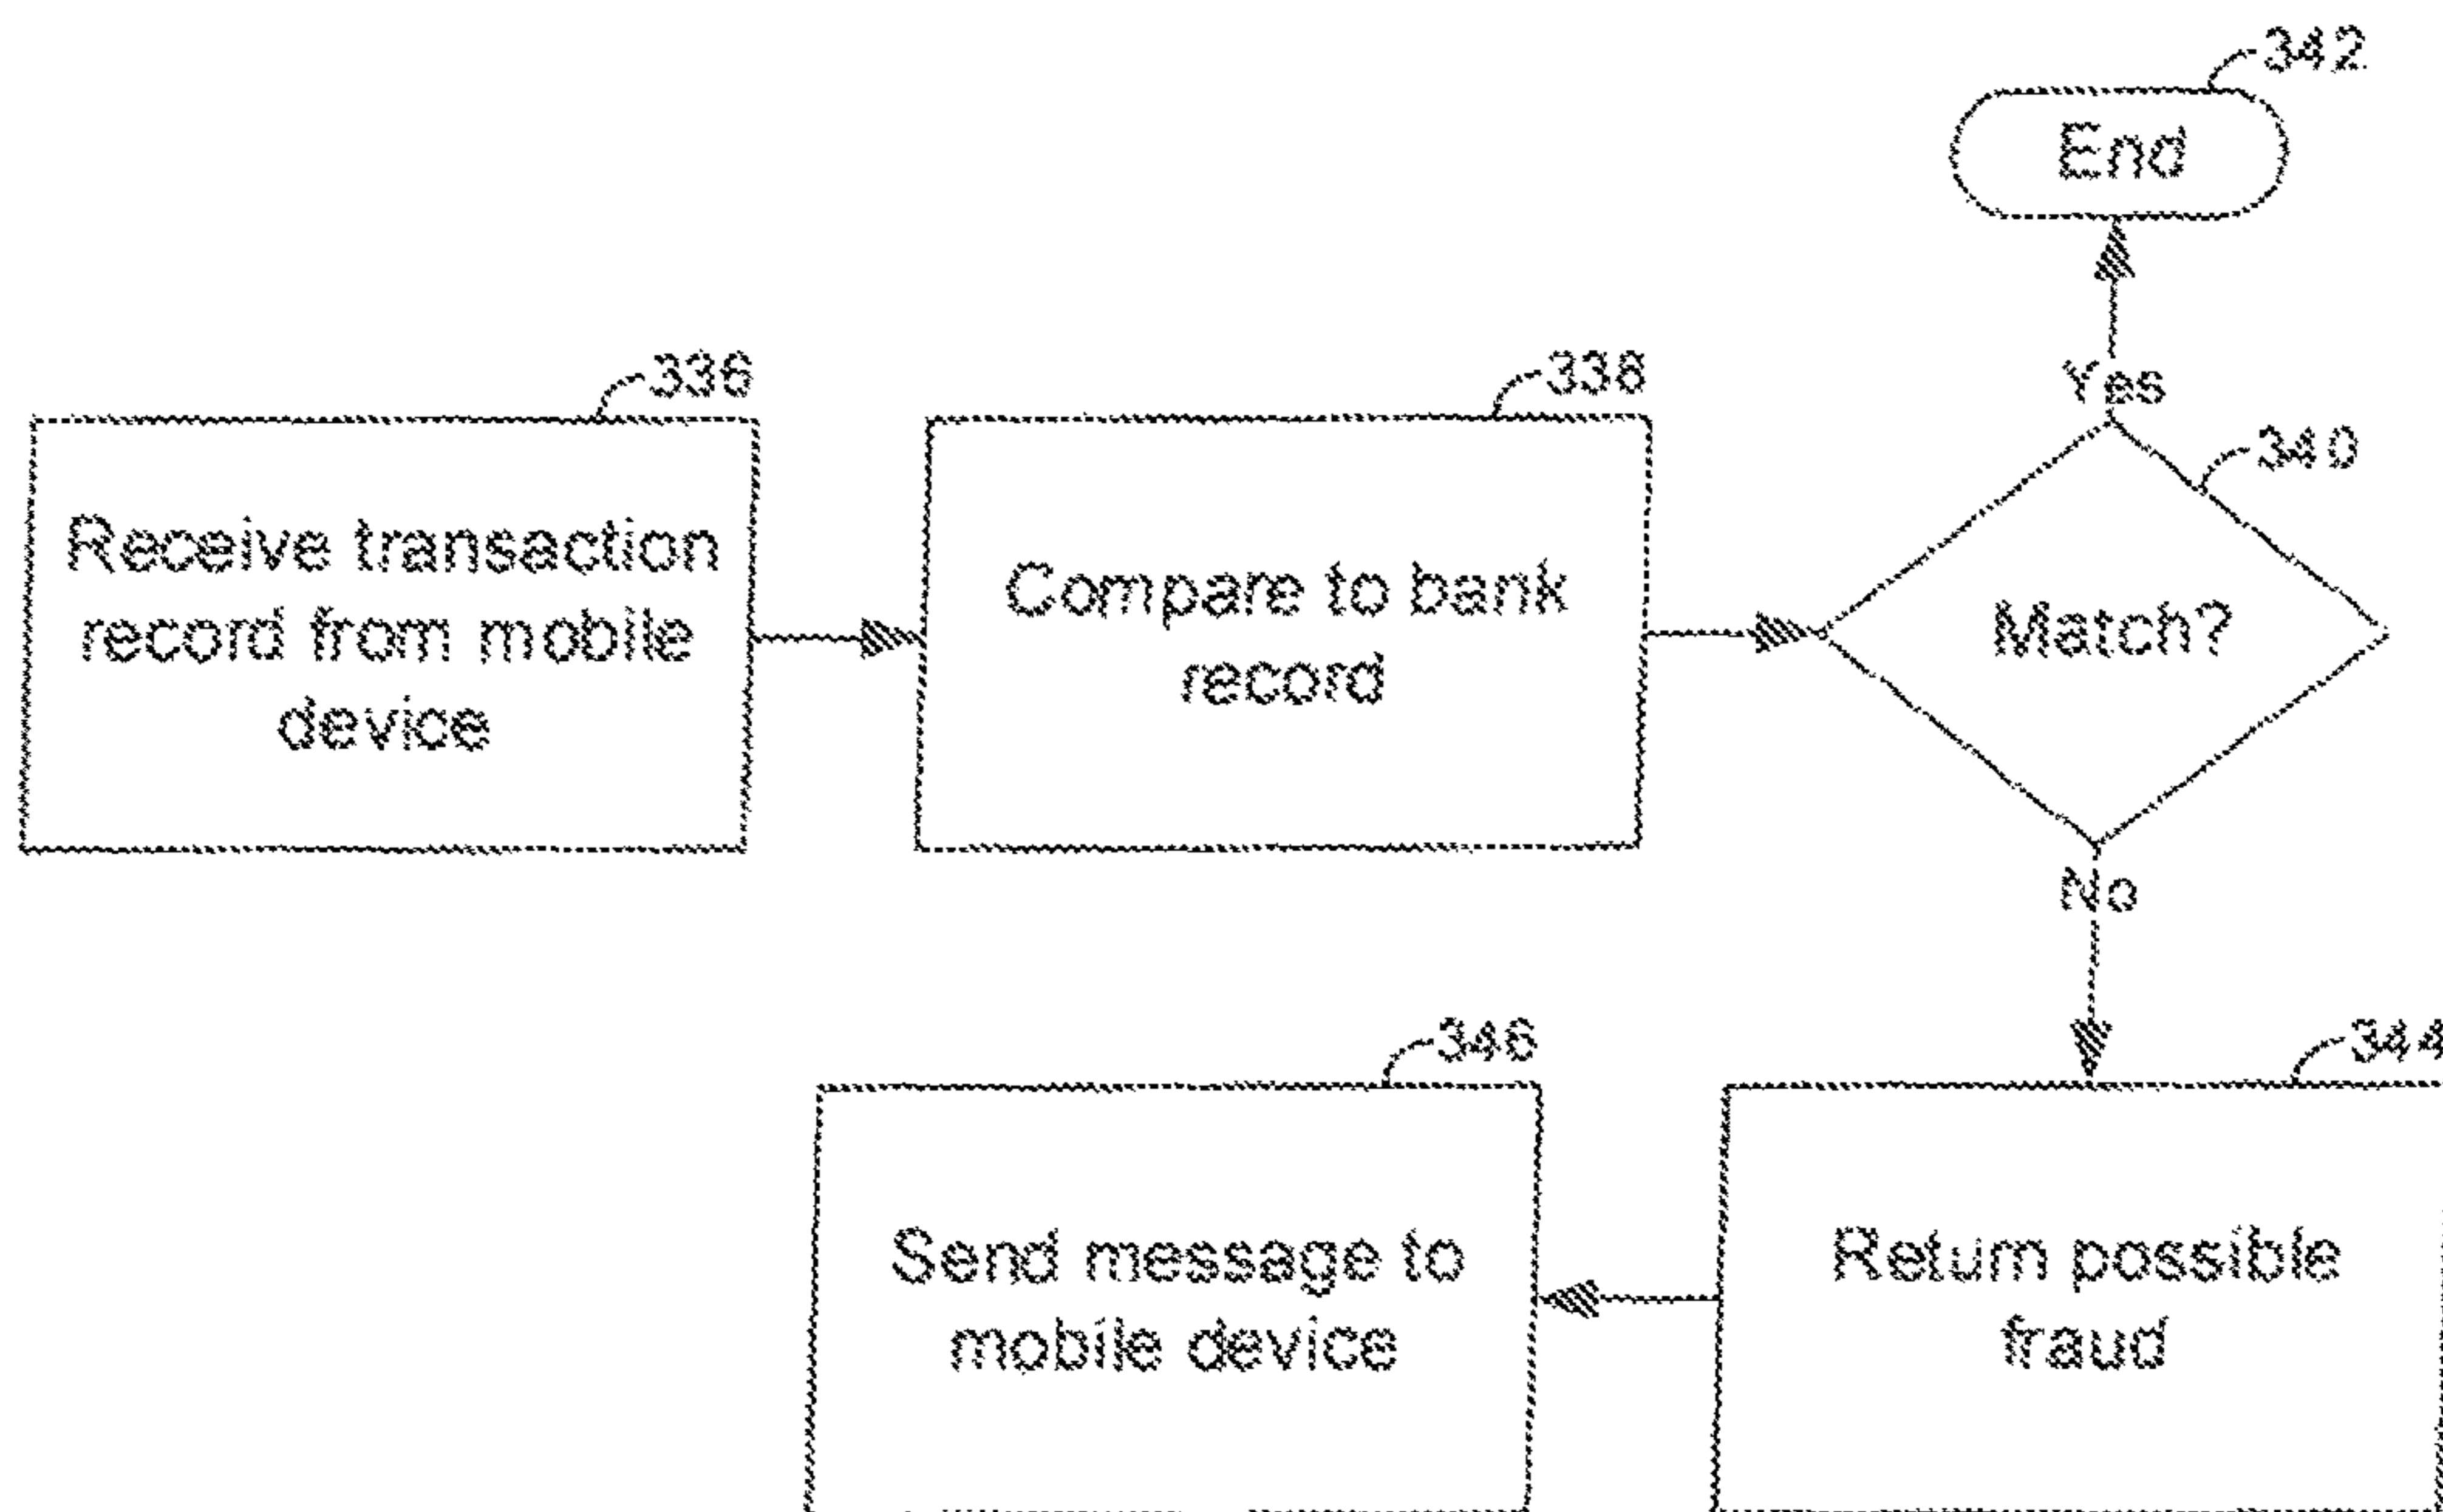 342
End
Yes
336
338
340
Receive transaction
record from mobile
device
Compare to bank
record
Match?
No
346
344
Send message to
mobile device
Return possible
fraud